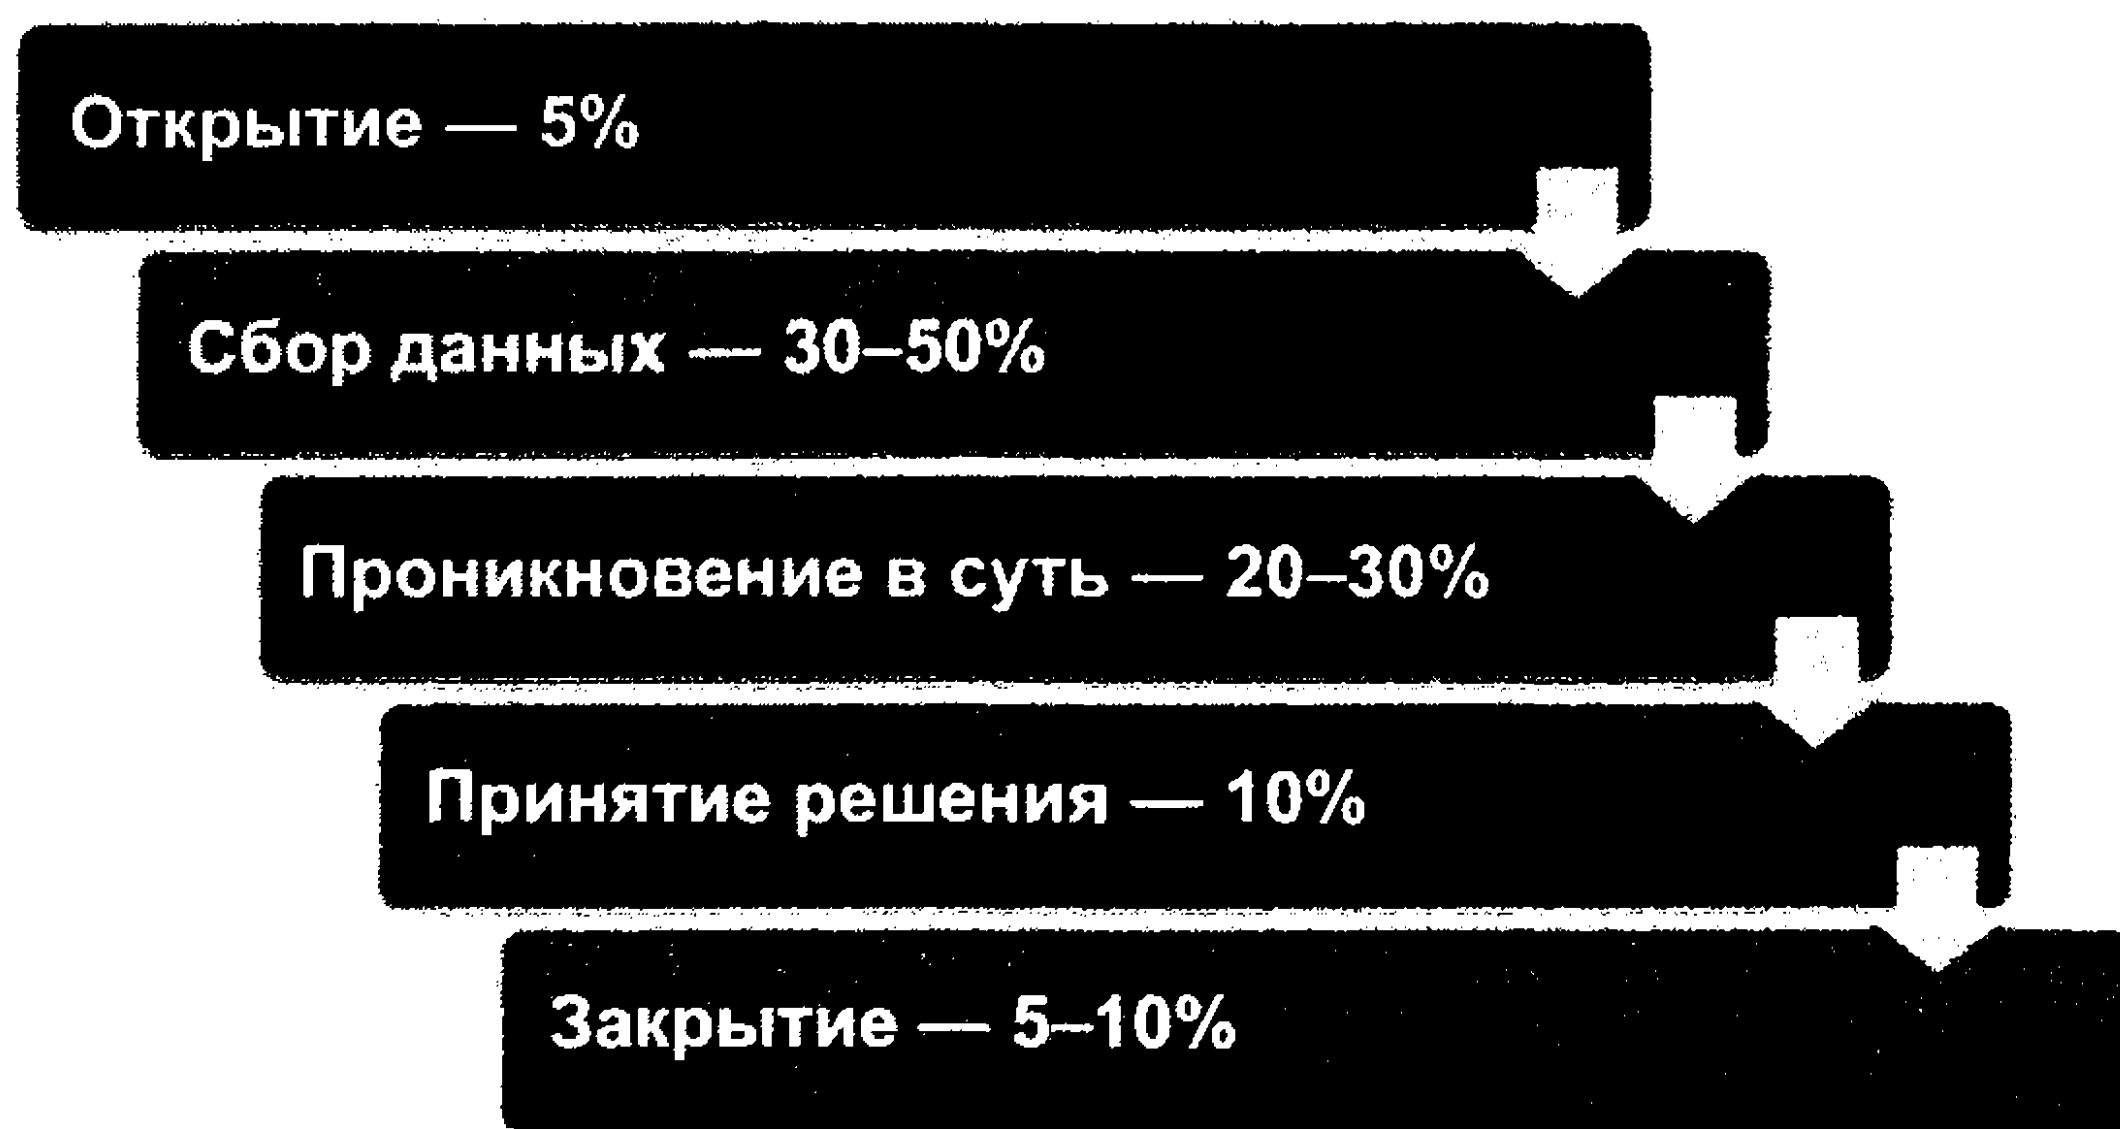 Открытие — 5%
Сбор данных — 30–50%
Проникновение в суть — 20–30%
Принятие решения — 10%
Закрытие — 5–10%